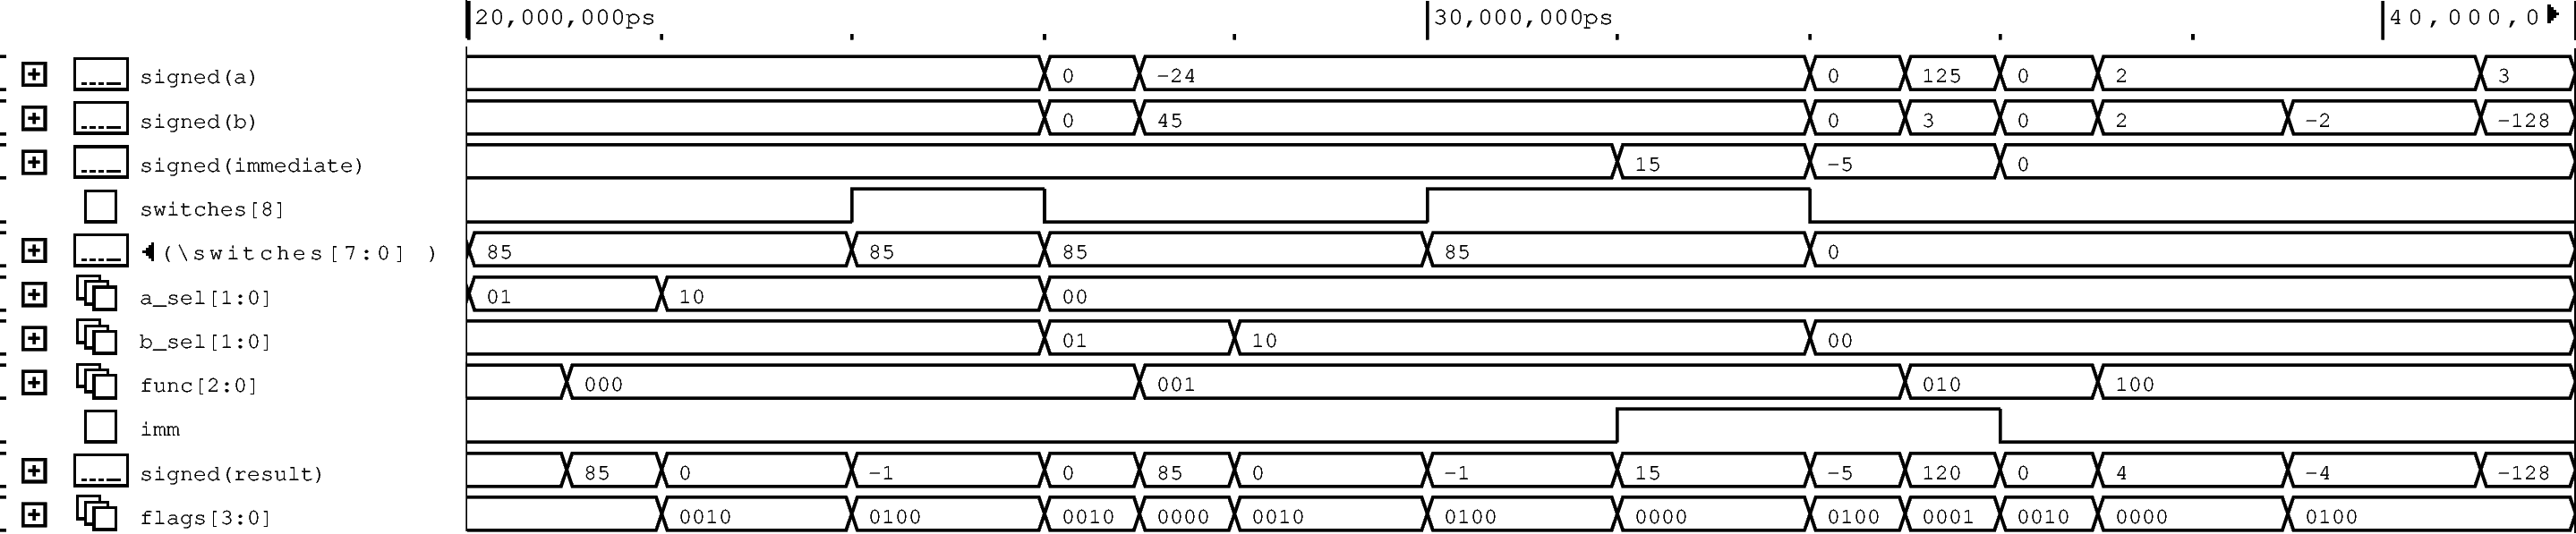 20,000,000ps 30,000,000ps 40,000,0
signed(a) 0 -24 0 125 0 2 3
signed(b) 0 45 0 3 0 2 -2 -128
signed(immediate) 15 -5 0
switches[8]
(\switches[7:0] ) 85 85 85 85 0
a_sel[1:0] 01 10 00
b_sel[1:0] 01 10 00
func[2:0] 000 001 010 100
imm
signed(result) 85 0 -1 0 85 0 -1 15 -5 120 0 4 -4 -128
flags[3:0] 0010 0100 0010 0000 0010 0100 0000 0100 0001 0010 0000 0100